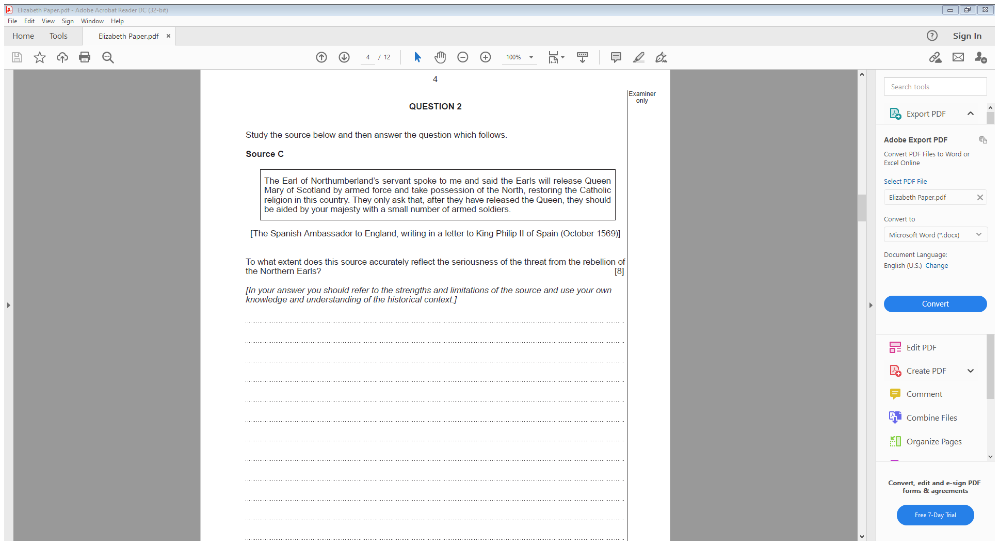 Elizabeth Paper.pdf - Adobe Acrobat Reader DC (32-bit)
File Edit View Sign Window Help
Home Tools Elizabeth Paper.pdf × Sign In
4 / 12 100%
4
Examiner
only
QUESTION 2
Study the source below and then answer the question which follows.
Source C
The Earl of Northumberland’s servant spoke to me and said the Earls will release Queen
Mary of Scotland by armed force and take possession of the North, restoring the Catholic
religion in this country. They only ask that, after they have released the Queen, they should
be aided by your majesty with a small number of armed soldiers.
[The Spanish Ambassador to England, writing in a letter to King Philip II of Spain (October 1569)]
To what extent does this source accurately reflect the seriousness of the threat from the rebellion of
the Northern Earls? [8]
[In your answer you should refer to the strengths and limitations of the source and use your own
knowledge and understanding of the historical context.]
Search tools
Export PDF
Adobe Export PDF
Convert PDF Files to Word or
Excel Online
Select PDF File
Elizabeth Paper.pdf
Convert to
Microsoft Word (*.docx)
Document Language:
English (U.S.) Change
Convert
Edit PDF
Create PDF
Comment
Combine Files
Organize Pages
Convert, edit and e-sign PDF
forms & agreements
Free 7-Day Trial